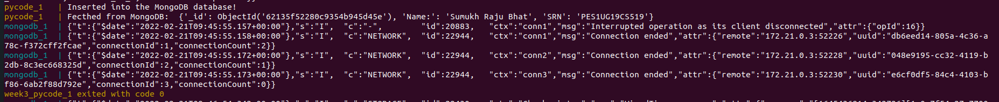 pycode_1   | Inserted into the MongoDB database!
pycode_1   | Fecthed from MongoDB:  {'_id': ObjectId('62135f52280c9354b945d45e'), 'Name:': 'Sumukh Raju Bhat', 'SRN': 'PES1UG19CS519'}
mongodb_1  | {"t":{"$date":"2022-02-21T09:45:55.157+00:00"},"s":"I",  "c":"-",        "id":20883,   "ctx":"conn1","msg":"Interrupted operation as its client disconnected","attr":{"opId":16}}
mongodb_1  | {"t":{"$date":"2022-02-21T09:45:55.158+00:00"},"s":"I",  "c":"NETWORK",  "id":22944,   "ctx":"conn1","msg":"Connection ended","attr":{"remote":"172.21.0.3:52226","uuid":"db6eed14-805a-4c36-a
78c-f372cff2fcae","connectionId":1,"connectionCount":2}}
mongodb_1  | {"t":{"$date":"2022-02-21T09:45:55.172+00:00"},"s":"I",  "c":"NETWORK",  "id":22944,   "ctx":"conn2","msg":"Connection ended","attr":{"remote":"172.21.0.3:52228","uuid":"048e9195-cc32-4119-b
2db-8c3ec668325d","connectionId":2,"connectionCount":1}}
mongodb_1  | {"t":{"$date":"2022-02-21T09:45:55.173+00:00"},"s":"I",  "c":"NETWORK",  "id":22944,   "ctx":"conn3","msg":"Connection ended","attr":{"remote":"172.21.0.3:52230","uuid":"e6cf0df5-84c4-4103-b
f86-6ab2f88d792e","connectionId":3,"connectionCount":0}}
week3_pycode_1 exited with code 0